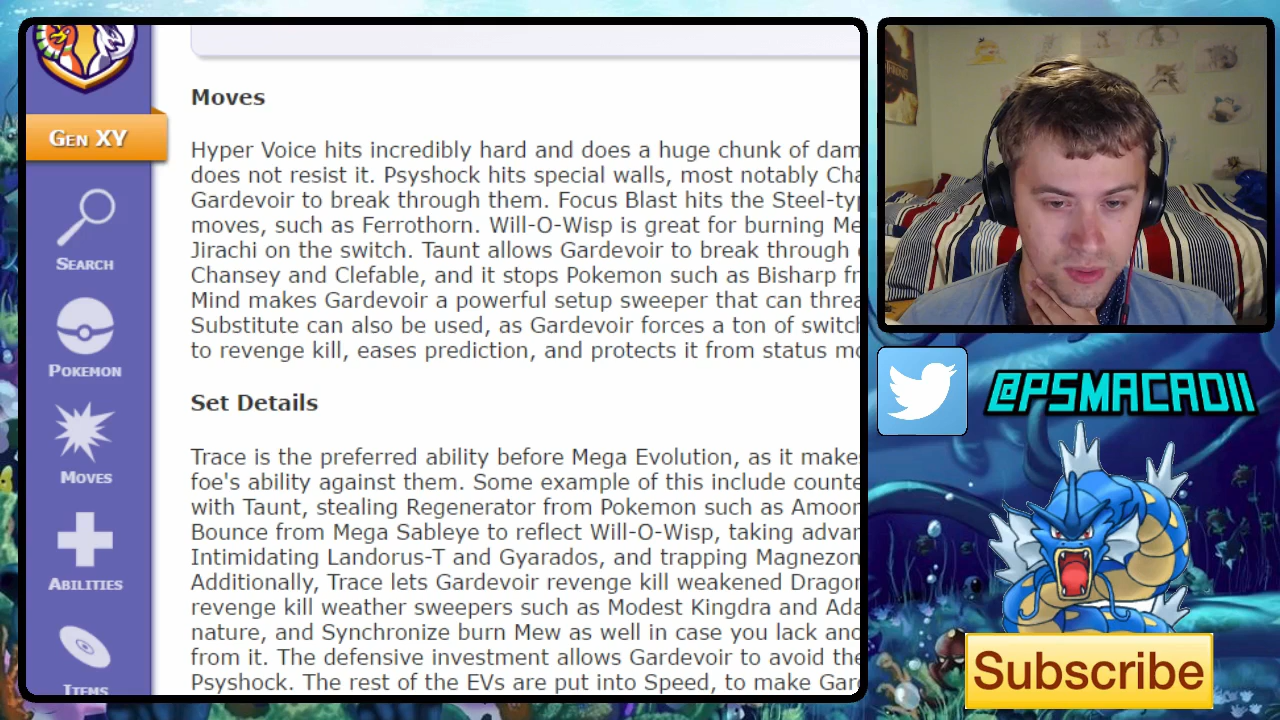 Gen XY
Search
Pokemon
Moves
Abilities
Items
Moves
Hyper Voice hits incredibly hard and does a huge chunk of dam
does not resist it. Psyshock hits special walls, most notably Cha
Gardevoir to break through them. Focus Blast hits the Steel-typ
moves, such as Ferrothorn. Will-O-Wisp is great for burning Me
Jirachi on the switch. Taunt allows Gardevoir to break through
Chansey and Clefable, and it stops Pokemon such as Bisharp fr
Mind makes Gardevoir a powerful setup sweeper that can threa
Substitute can also be used, as Gardevoir forces a ton of switch
to revenge kill, eases prediction, and protects it from status mo
Set Details
Trace is the preferred ability before Mega Evolution, as it makes
foe's ability against them. Some example of this include counte
with Taunt, stealing Regenerator from Pokemon such as Amoon
Bounce from Mega Sableye to reflect Will-O-Wisp, taking advan
Intimidating Landorus-T and Gyarados, and trapping Magnezon
Additionally, Trace lets Gardevoir revenge kill weakened Dragon
revenge kill weather sweepers such as Modest Kingdra and Ada
nature, and Synchronize burn Mew as well in case you lack ano
from it. The defensive investment allows Gardevoir to avoid the
Psyshock. The rest of the EVs are put into Speed, to make Gar
@PSMACADII
Subscribe